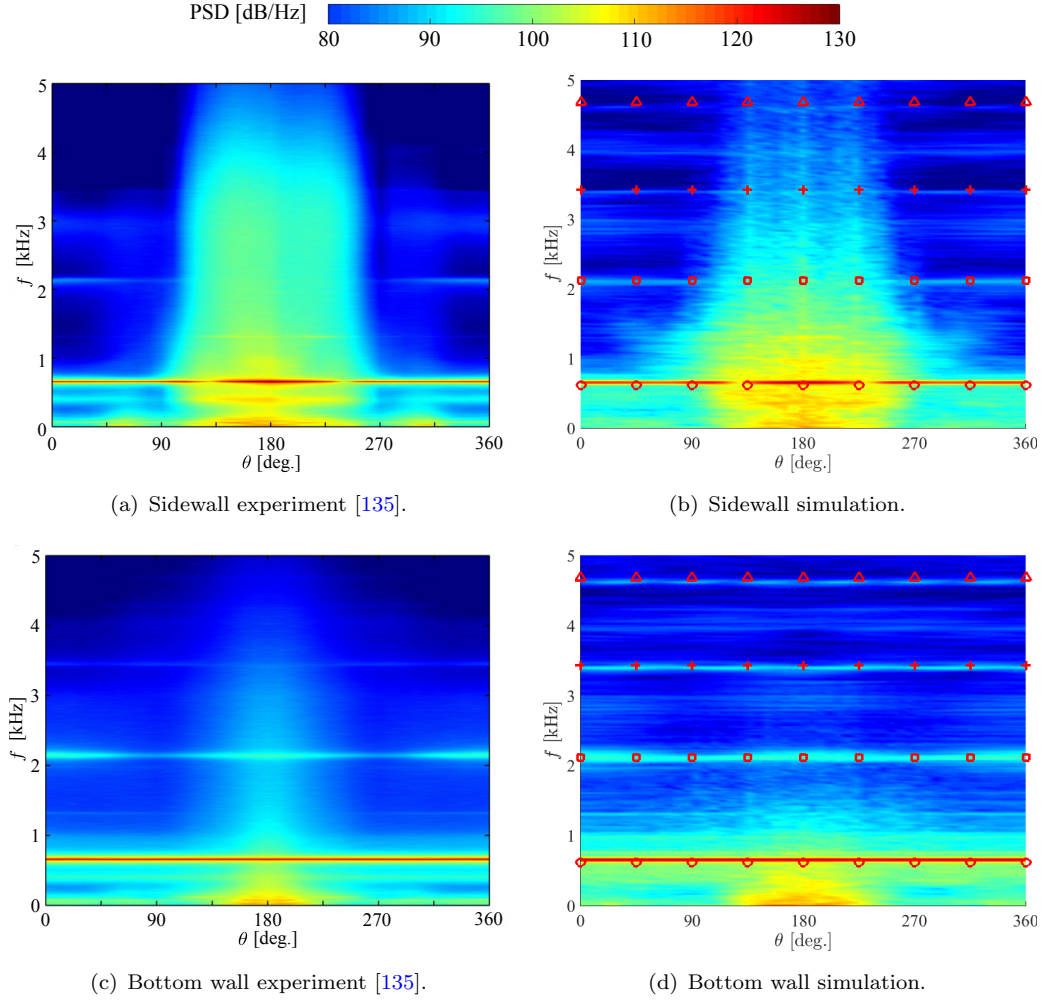 PSD [dB/Hz]
80 90 100 110 120 130
5
4
3
2
1
0
f [kHz]
0 90 180 270 360
θ [deg.]
(a) Sidewall experiment [135].
5
4
3
2
1
0
f [kHz]
0 90 180 270 360
θ [deg.]
(b) Sidewall simulation.
5
4
3
2
1
0
f [kHz]
0 90 180 270 360
θ [deg.]
(c) Bottom wall experiment [135].
5
4
3
2
1
0
f [kHz]
0 90 180 270 360
θ [deg.]
(d) Bottom wall simulation.